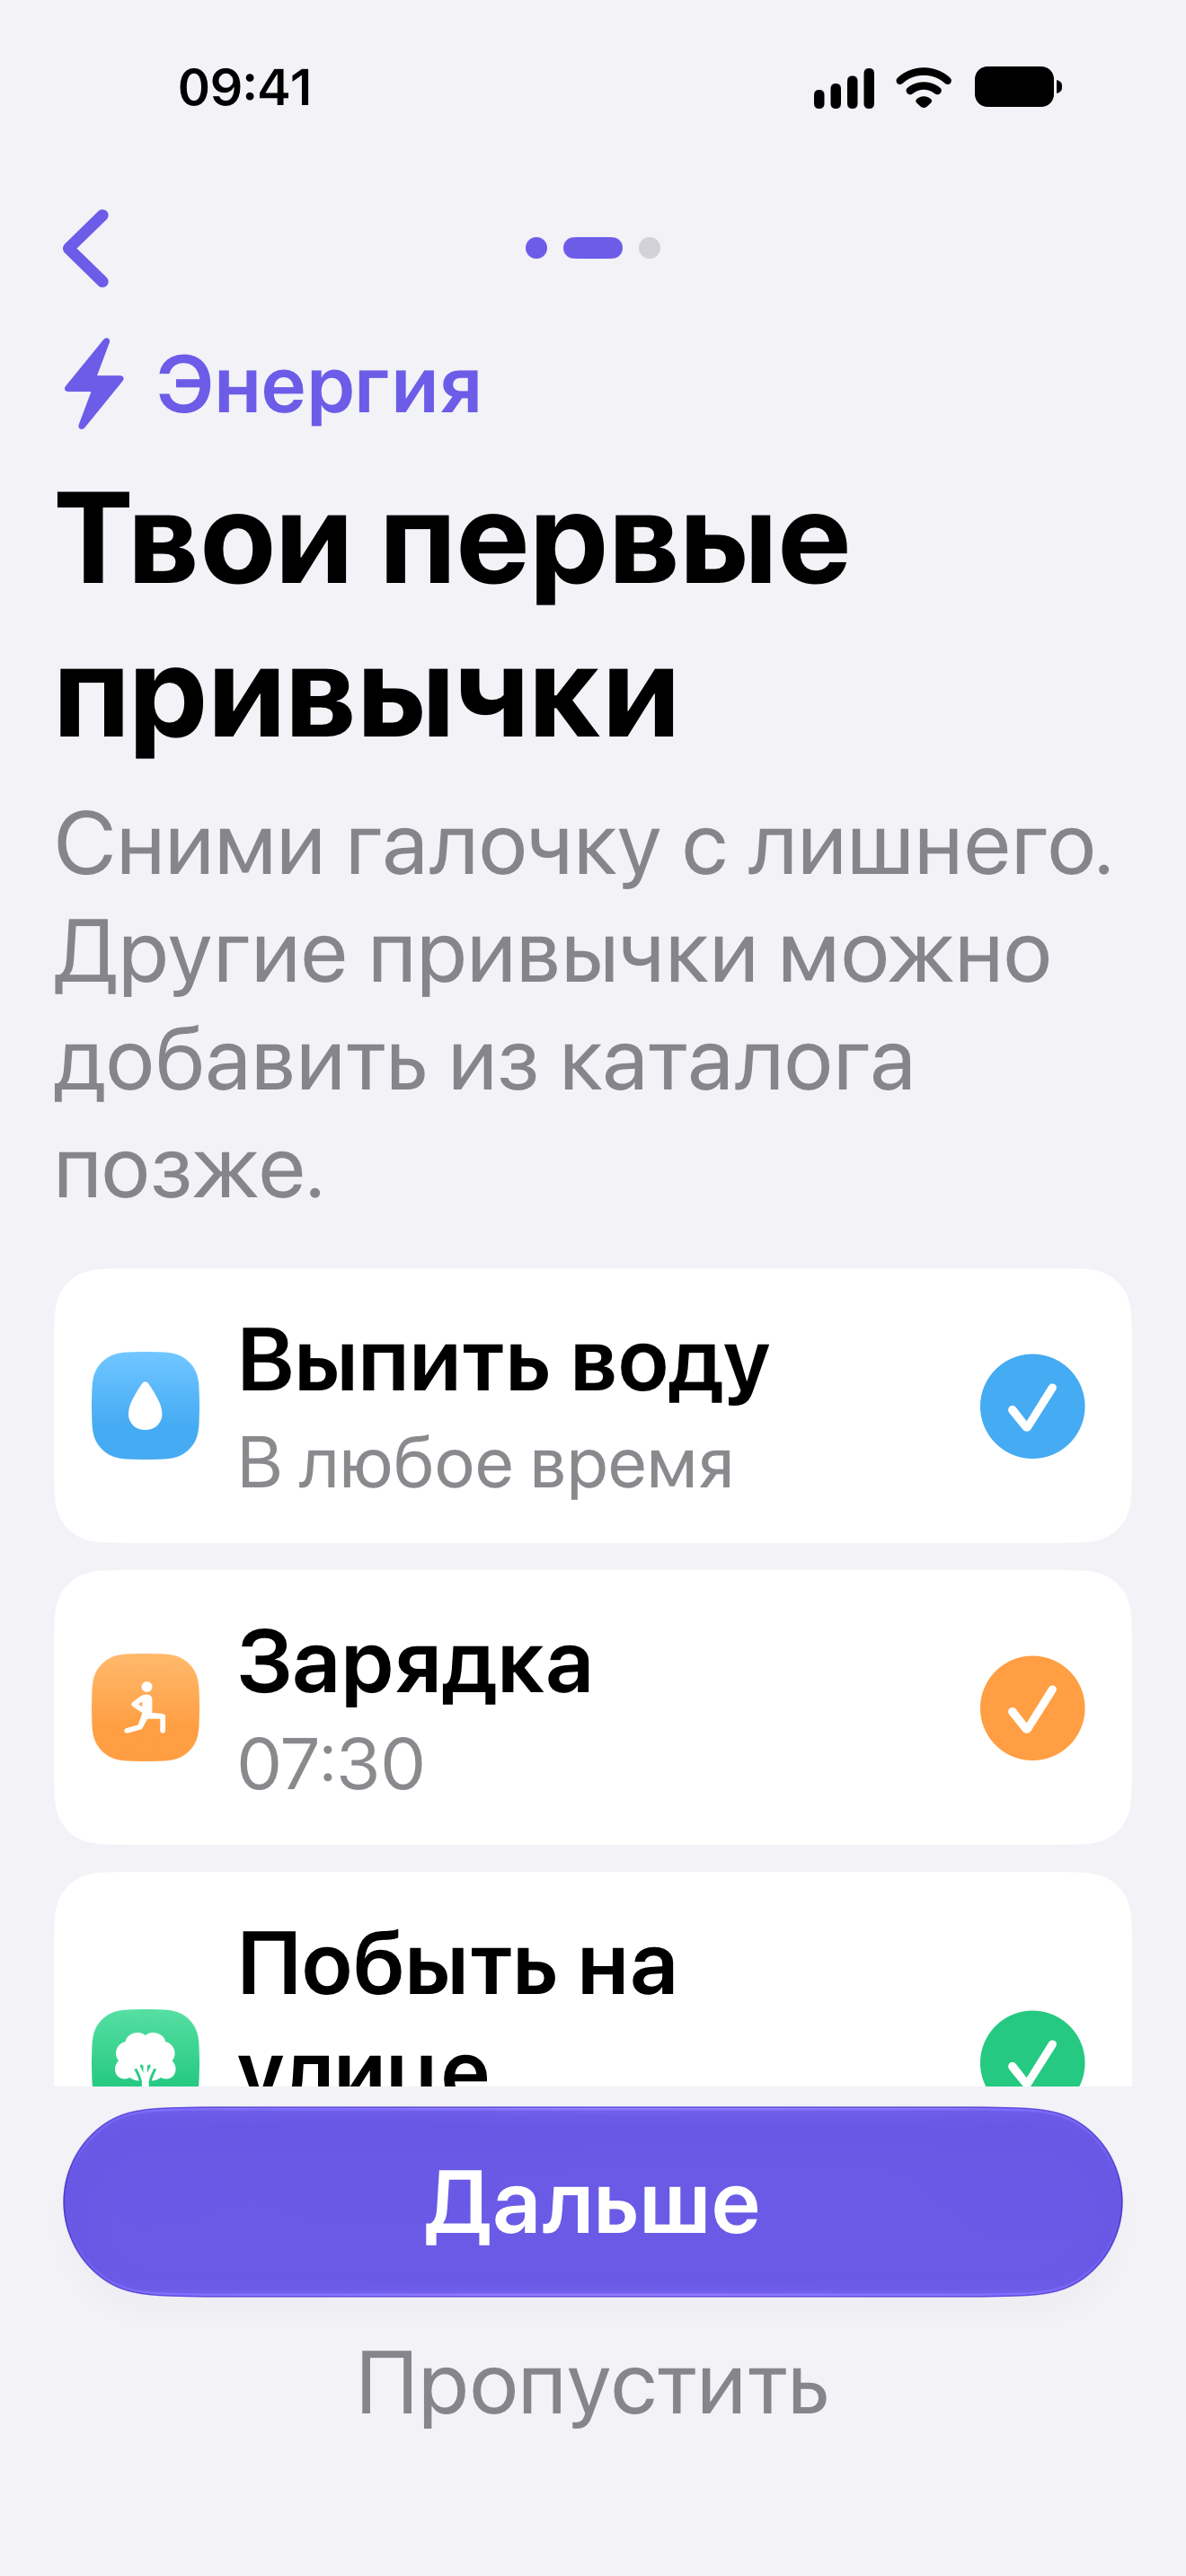 09:41
Энергия
Твои первые
привычки
Сними галочку с лишнего.
Другие привычки можно
добавить из каталога
позже.
Выпить воду
В любое время
Зарядка
07:30
Побыть на
улице
Дальше
Пропустить